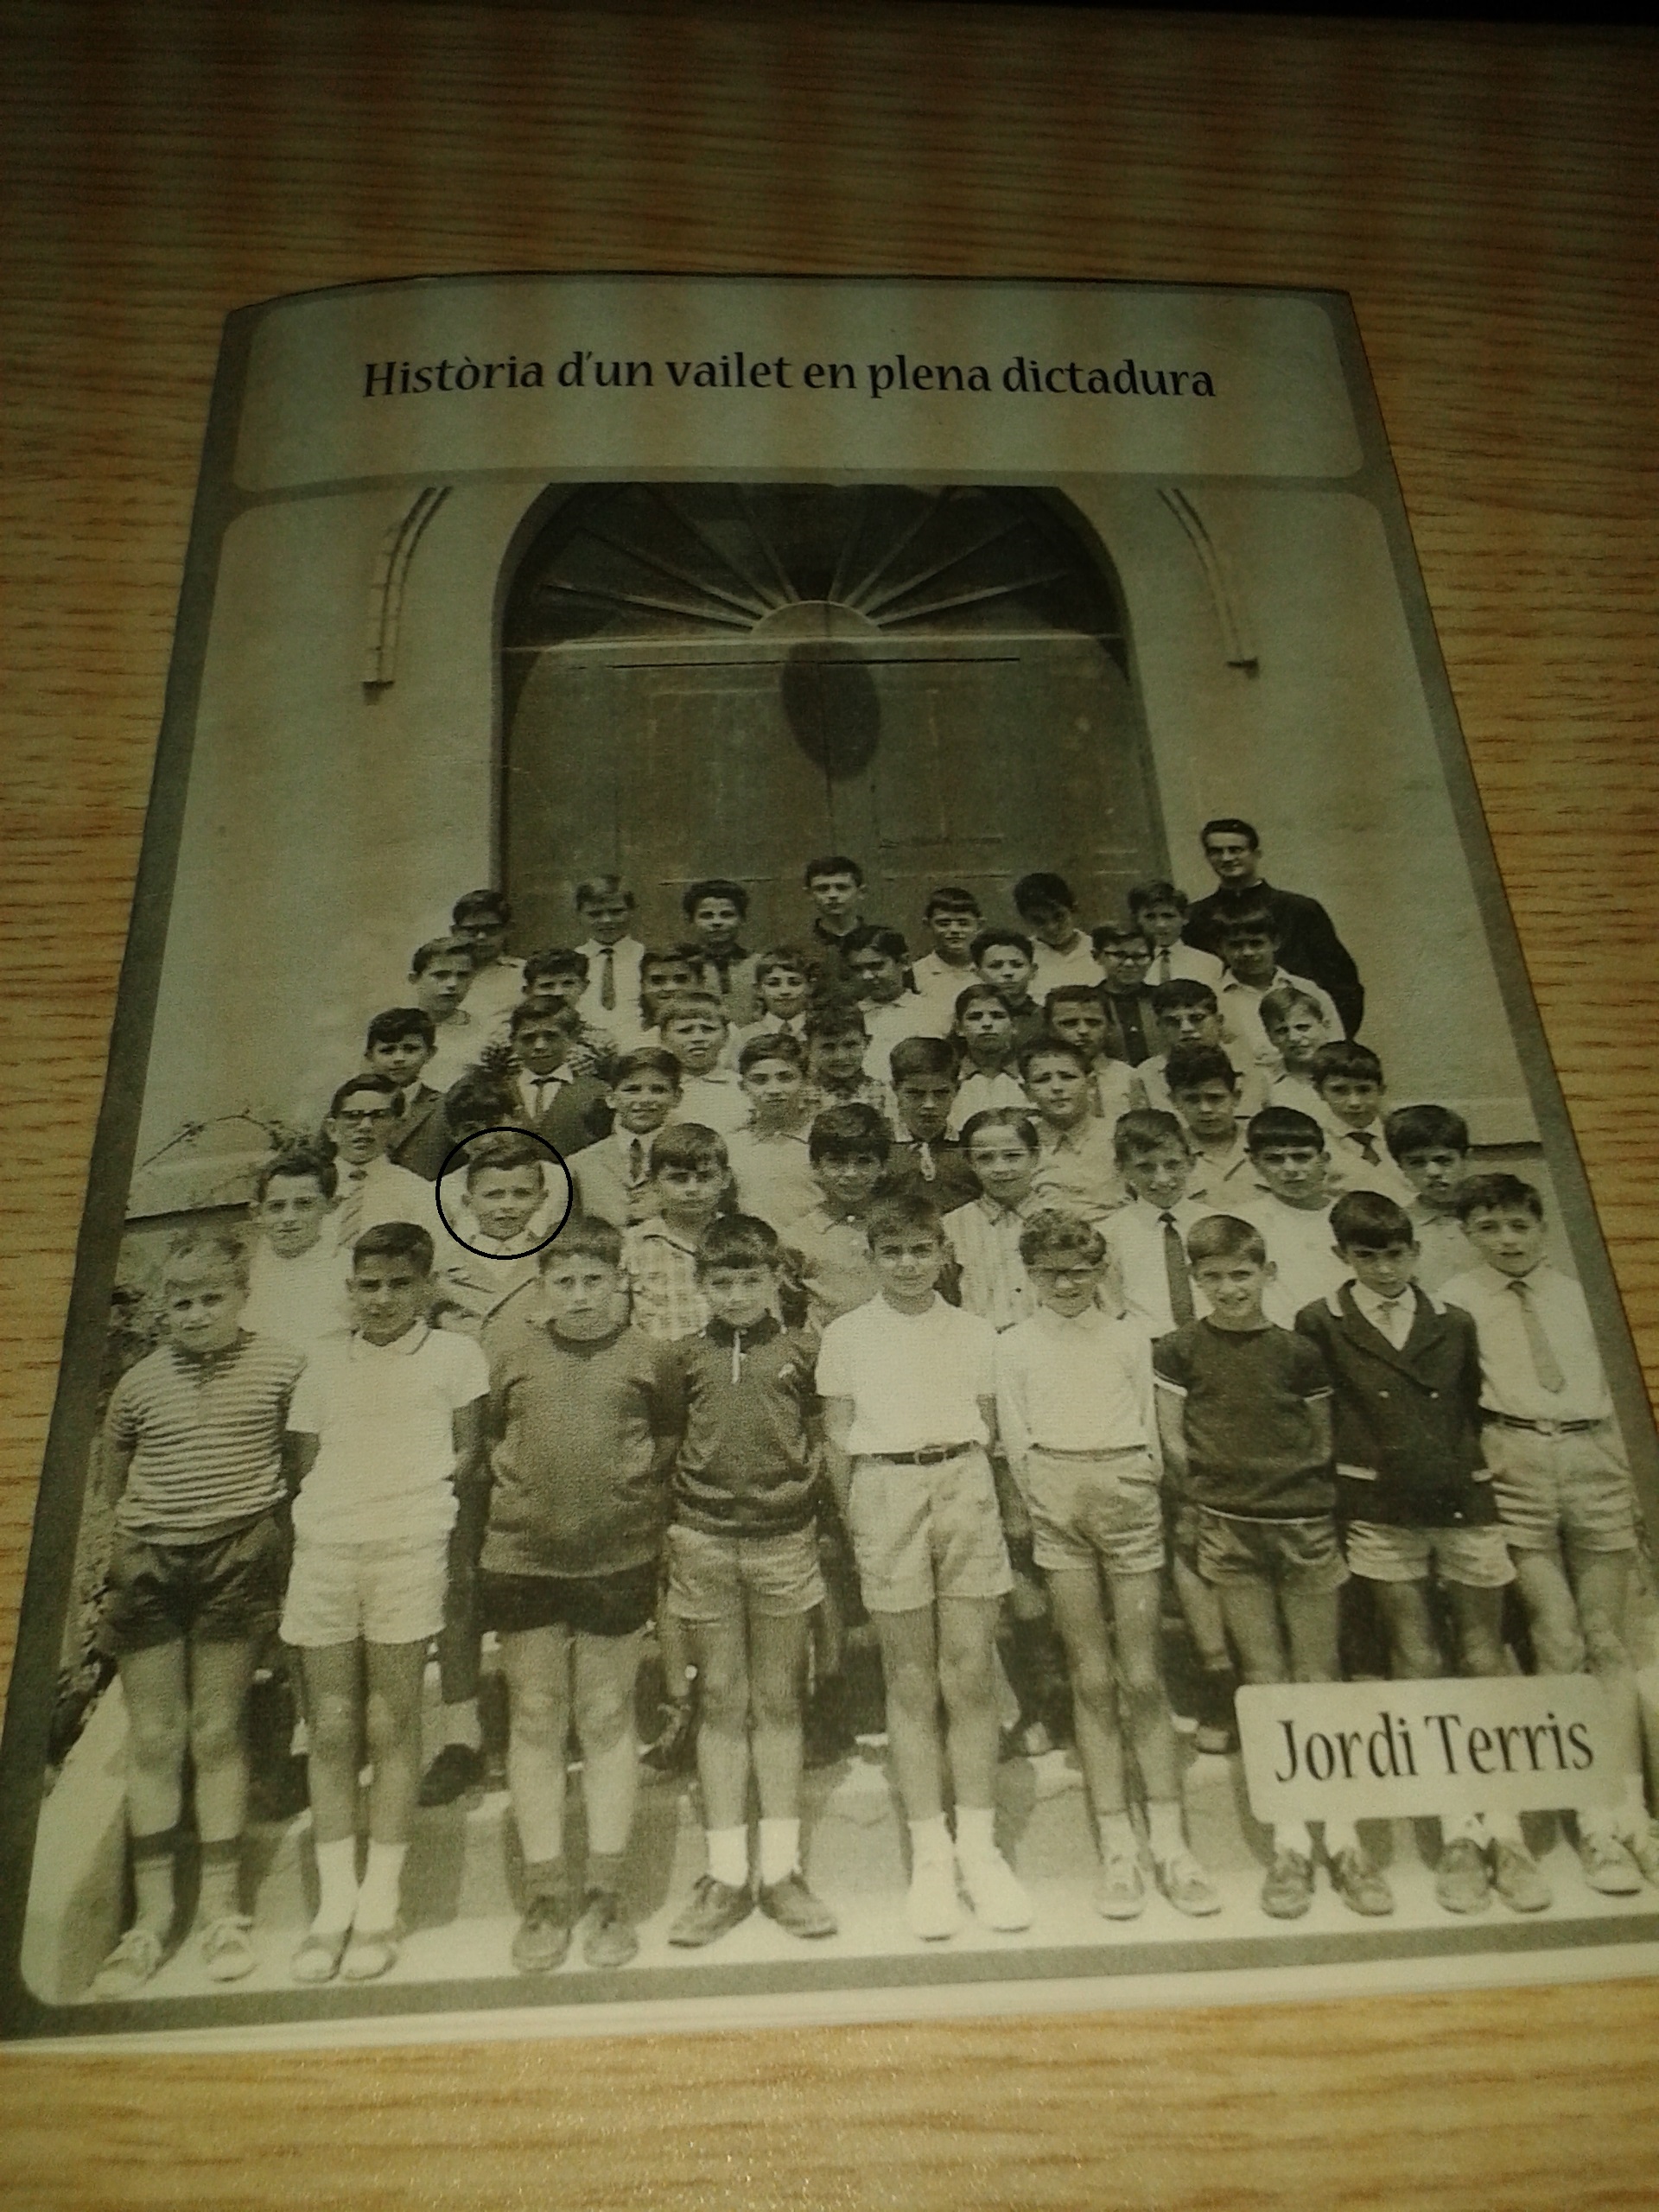 Història d'un vailet en plena dictadura
Jordi Terris